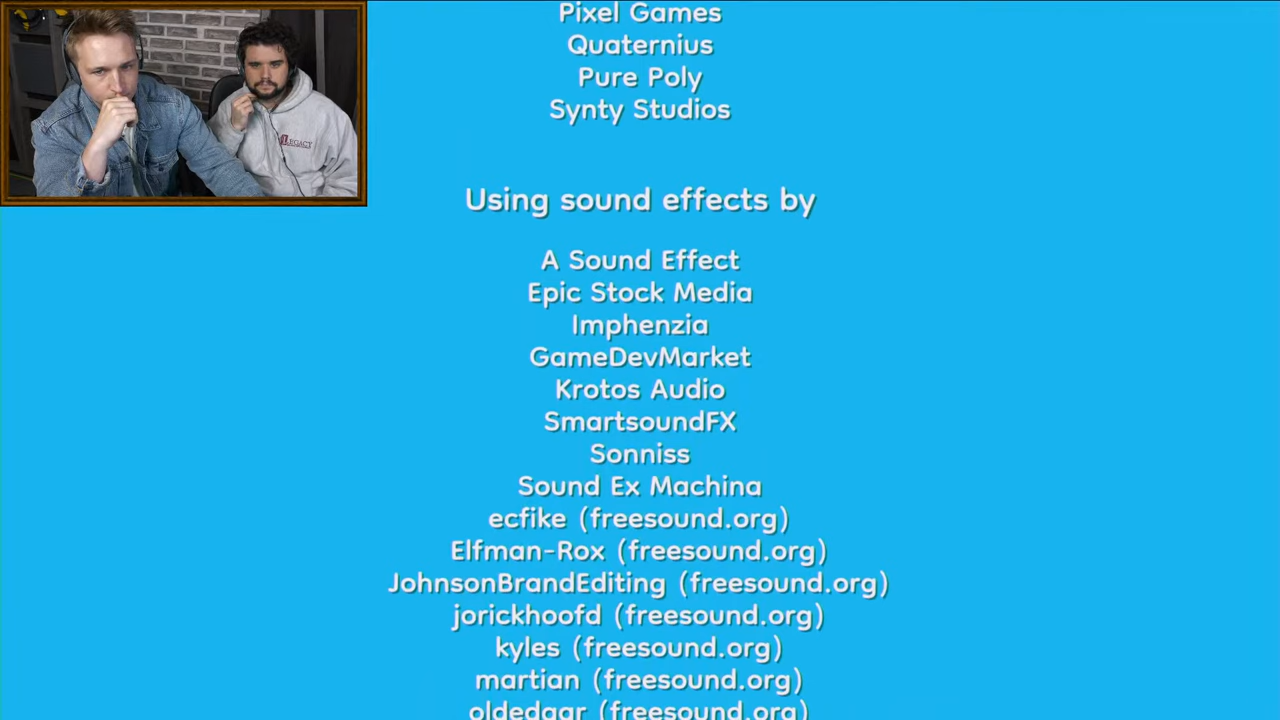 Pixel Games
Quaternius
Pure Poly
Synty Studios
Using sound effects by
A Sound Effect
Epic Stock Media
Imphenzia
GameDevMarket
Krotos Audio
SmartsoundFX
Sonniss
Sound Ex Machina
ecfike (freesound.org)
Elfman-Rox (freesound.org)
JohnsonBrandEditing (freesound.org)
jorickhoofd (freesound.org)
kyles (freesound.org)
martian (freesound.org)
(freesound.org)